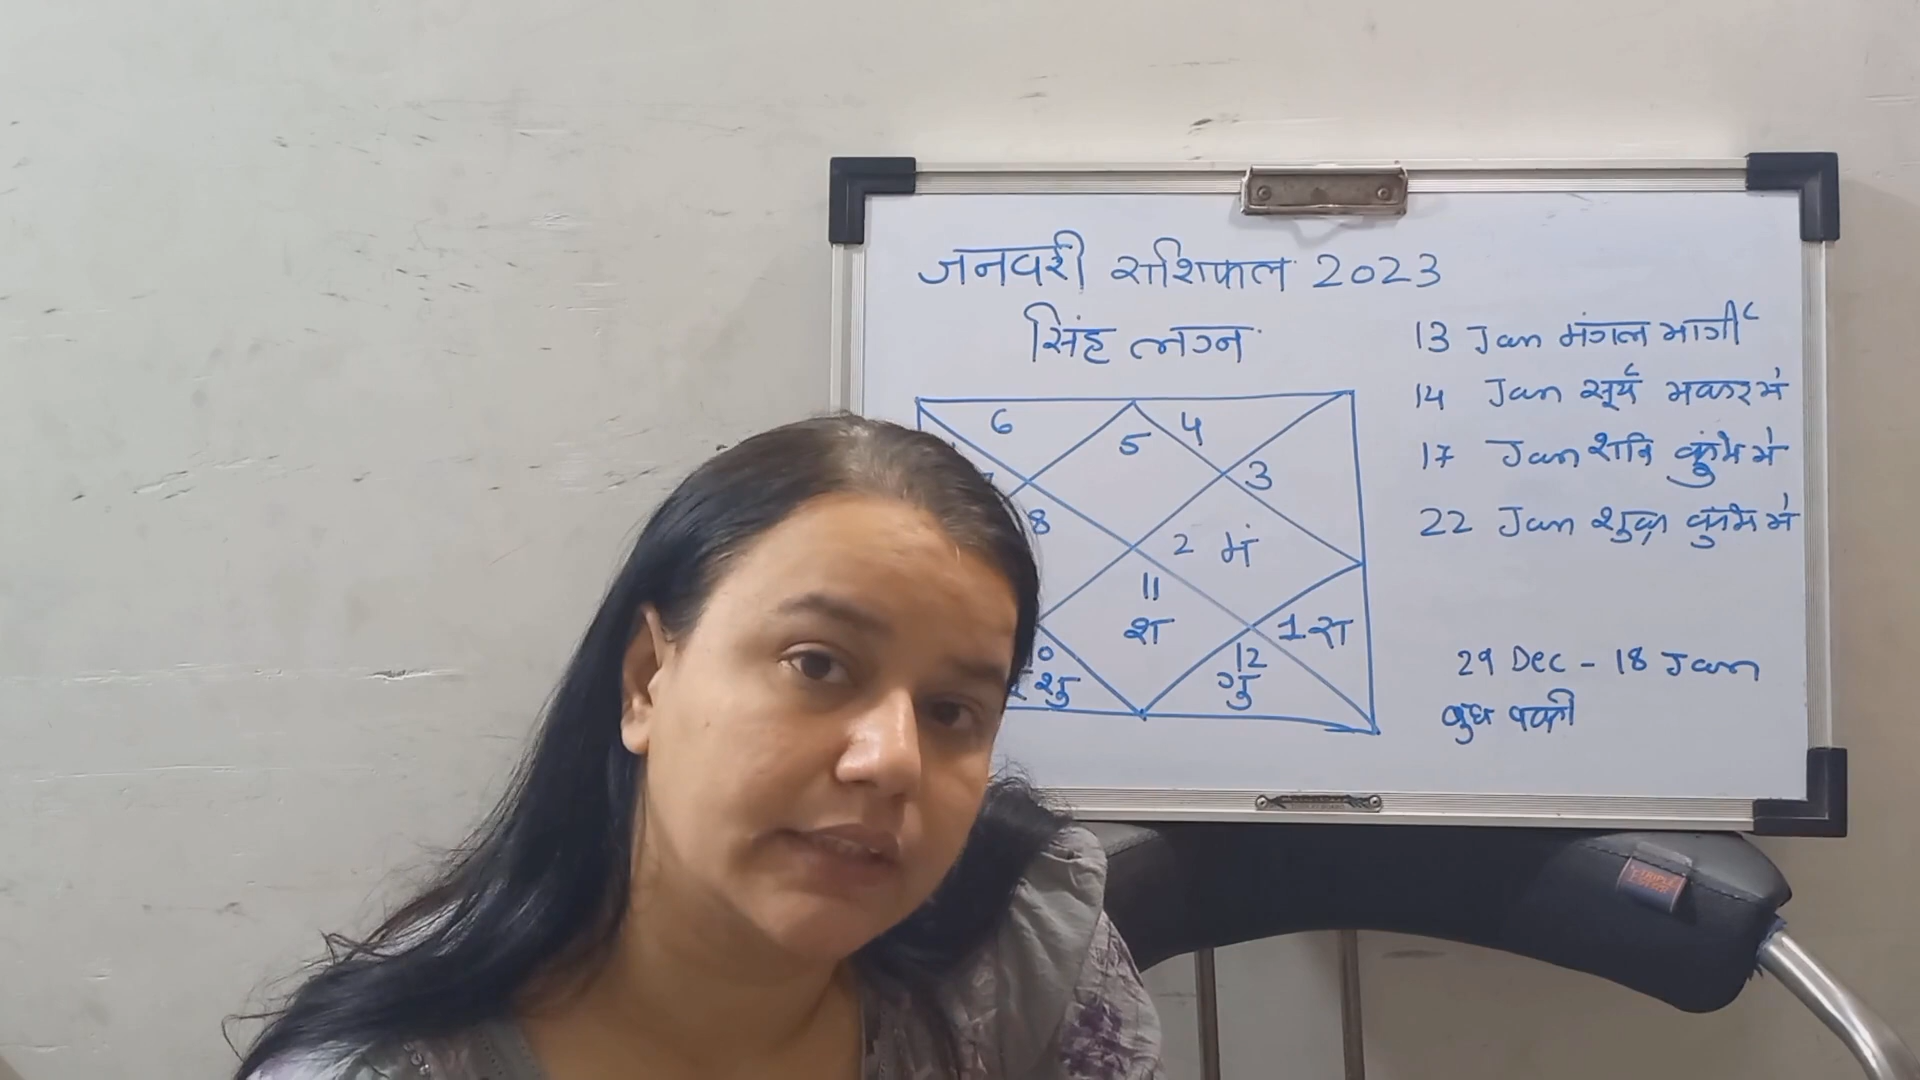 जनवरी राशिफल 2023
सिंह लग्न
13 Jan मंगल मार्गी
14 Jan सूर्य मकर मे
17 Jan शनि कुंभ मे
22 Jan शुक्र कुंभ मे
6
5
4
3
8
2 मं
11
श
1 रा
12
गु
शु
29 Dec - 18 Jan
बुध वक्री